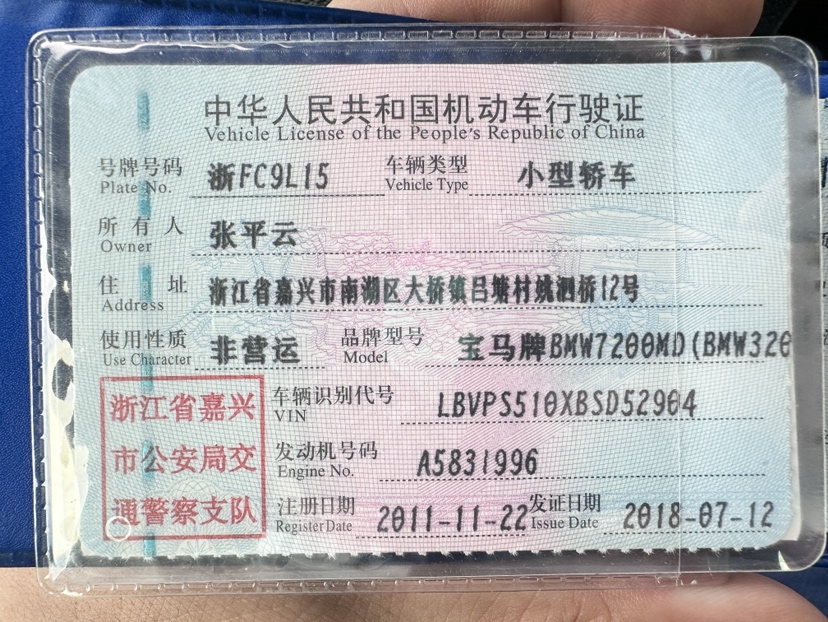 中华人民共和国机动车行驶证
Vehicle License of the People's Republic of China
号牌号码 浙FC9L15 车辆类型 小型轿车
Plate No. Vehicle Type
所有人 张平云
Owner
住址 浙江省嘉兴市南湖区大桥镇吕塘村姚泗桥12号
Address
使用性质 非营运 品牌型号 宝马牌BMW7200MD(BMW320
Use Character Model
浙江省嘉兴
市公安局交
通警察支队
车辆识别代号 LBVPS510XBSD52904
VIN
发动机号码 A5831996
Engine No.
注册日期 2011-11-22 发证日期 2018-07-12
Register Date Issue Date